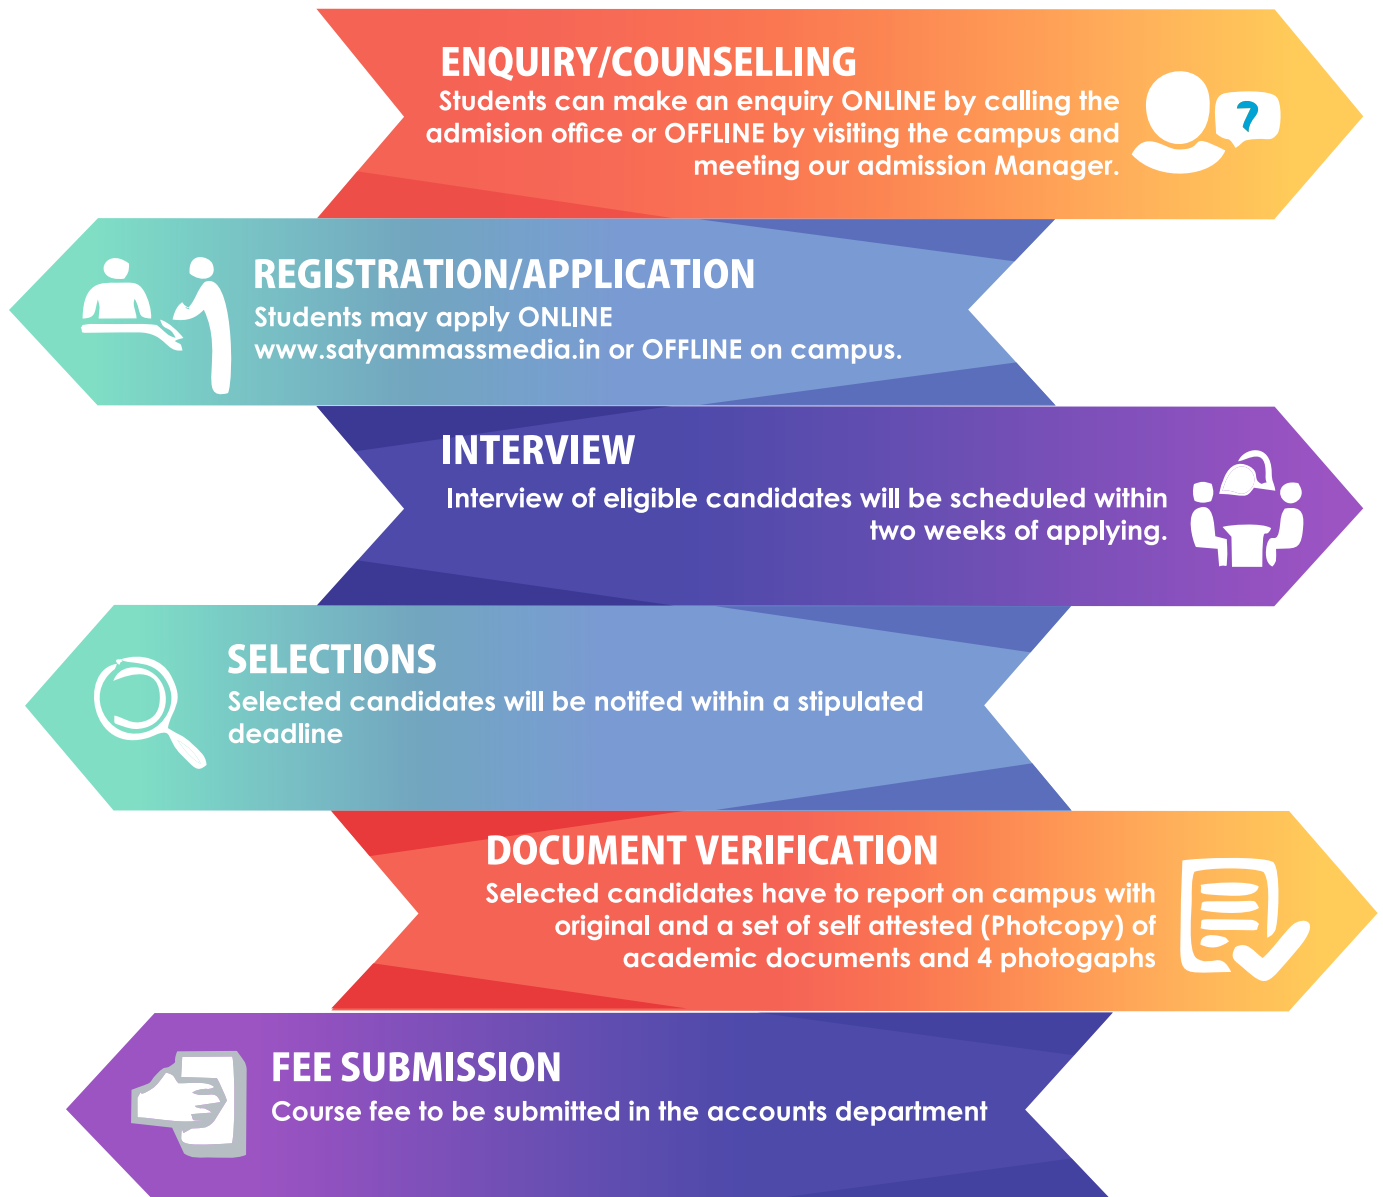 ENQUIRY/COUNSELLING
Students can make an enquiry ONLINE by calling the
admision office or OFFLINE by visiting the campus and
meeting our admission Manager.
?
REGISTRATION/APPLICATION
Students may apply ONLINE
www.satyammassmedia.in or OFFLINE on campus.
INTERVIEW
Interview of eligible candidates will be scheduled within
two weeks of applying.
SELECTIONS
Selected candidates will be notifed within a stipulated
deadline
DOCUMENT VERIFICATION
Selected candidates have to report on campus with
original and a set of self attested (Photcopy) of
academic documents and 4 photogaphs
FEE SUBMISSION
Course fee to be submitted in the accounts department